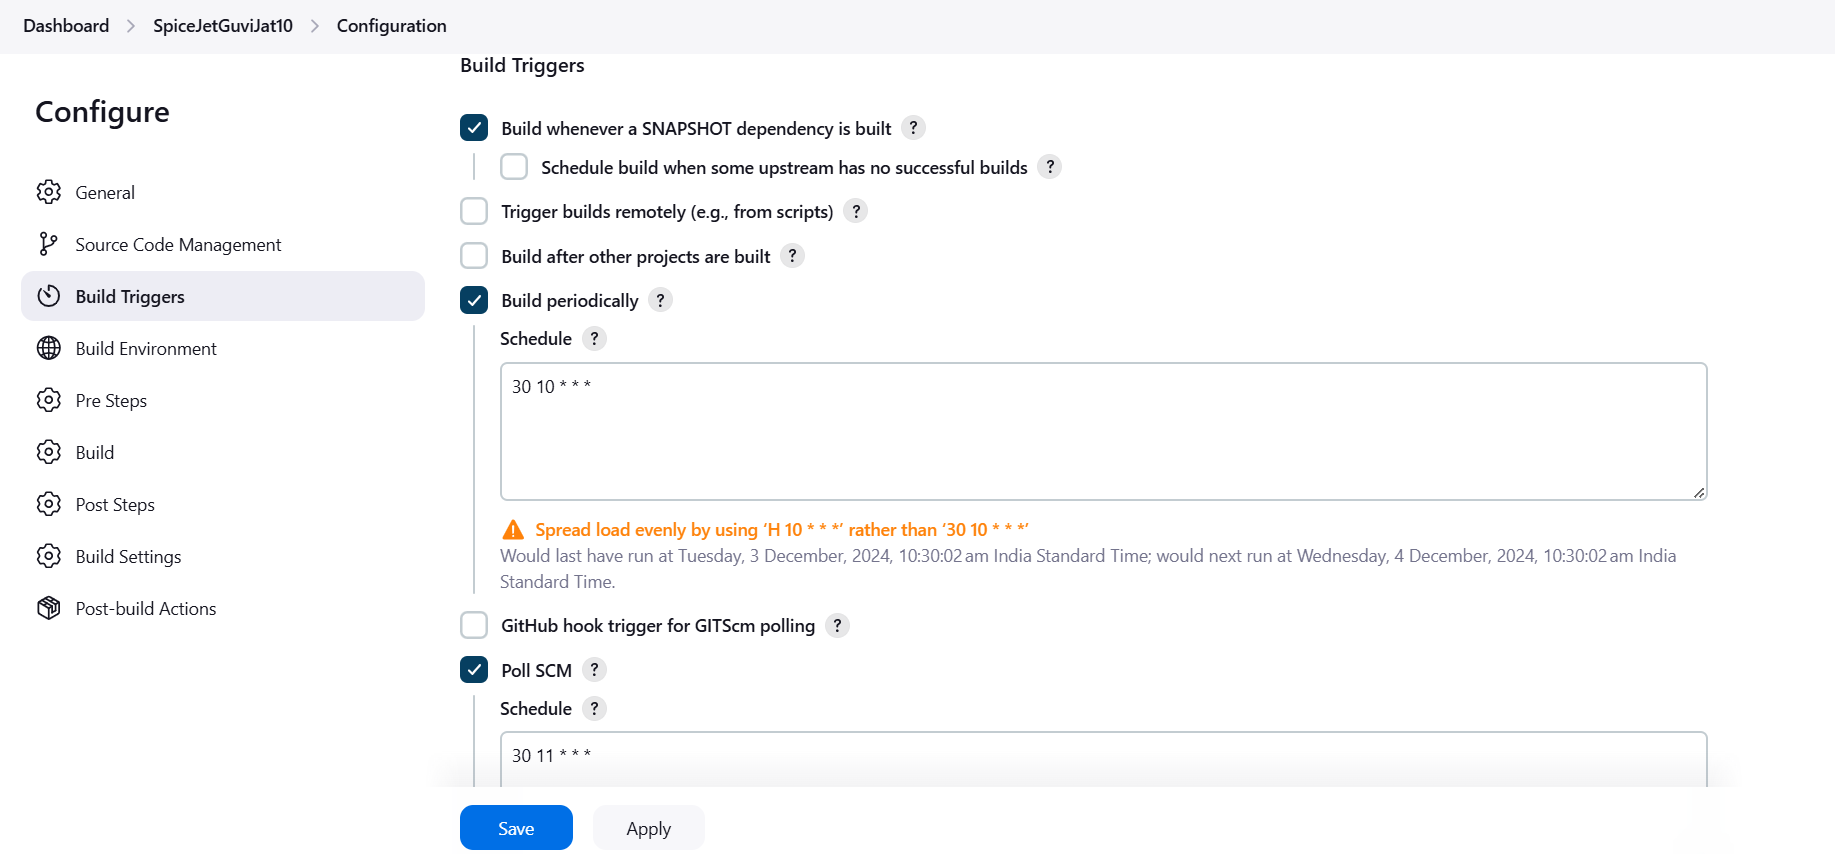 Dashboard > SpiceJetGuviJat10 > Configuration
Configure
General
Source Code Management
Build Triggers
Build Environment
Pre Steps
Build
Post Steps
Build Settings
Post-build Actions
Build Triggers
Build whenever a SNAPSHOT dependency is built ?
Schedule build when some upstream has no successful builds ?
Trigger builds remotely (e.g., from scripts) ?
Build after other projects are built ?
Build periodically ?
Schedule ?
30 10 * * *
Spread load evenly by using ‘H 10 * * *’ rather than ‘30 10 * * *’
Would last have run at Tuesday, 3 December, 2024, 10:30:02 am India Standard Time; would next run at Wednesday, 4 December, 2024, 10:30:02 am India
Standard Time.
GitHub hook trigger for GITScm polling ?
Poll SCM ?
Schedule ?
30 11 * * *
Save Apply